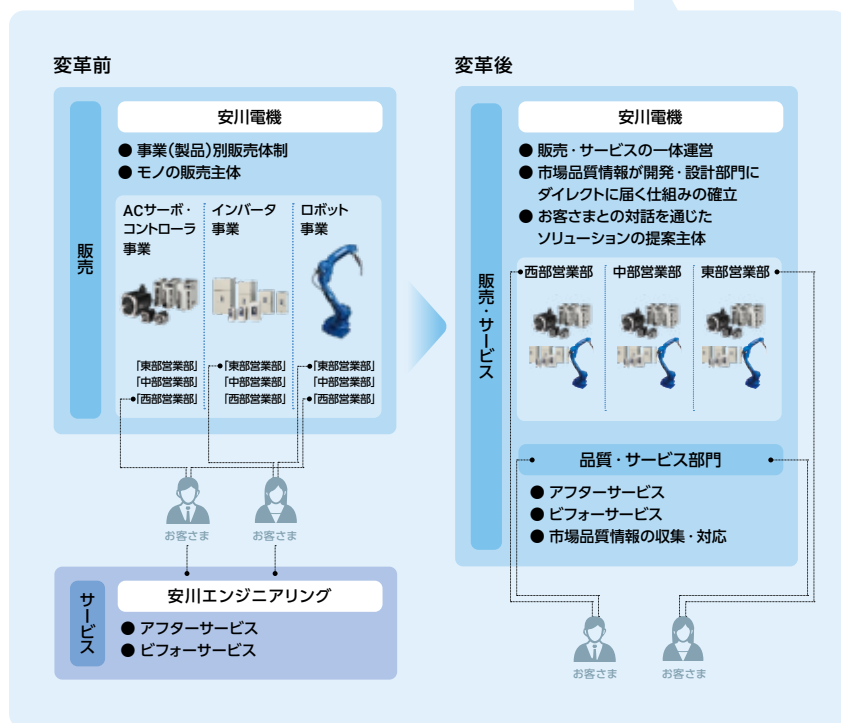 変革前
販売
安川電機
● 事業(製品)別販売体制
● モノの販売主体
ACサーボ・
コントローラ
事業
インバータ
事業
ロボット
事業
「東部営業部」
「中部営業部」
「西部営業部」
「東部営業部」
「中部営業部」
「西部営業部」
「東部営業部」
「中部営業部」
「西部営業部」
お客さま
お客さま
サービス
安川エンジニアリング
● アフターサービス
● ビフォーサービス
変革後
販売・サービス
安川電機
● 販売・サービスの一体運営
● 市場品質情報が開発・設計部門に
ダイレクトに届く仕組みの確立
● お客さまとの対話を通じた
ソリューションの提案主体
西部営業部
中部営業部
東部営業部
品質・サービス部門
● アフターサービス
● ビフォーサービス
● 市場品質情報の収集・対応
お客さま
お客さま